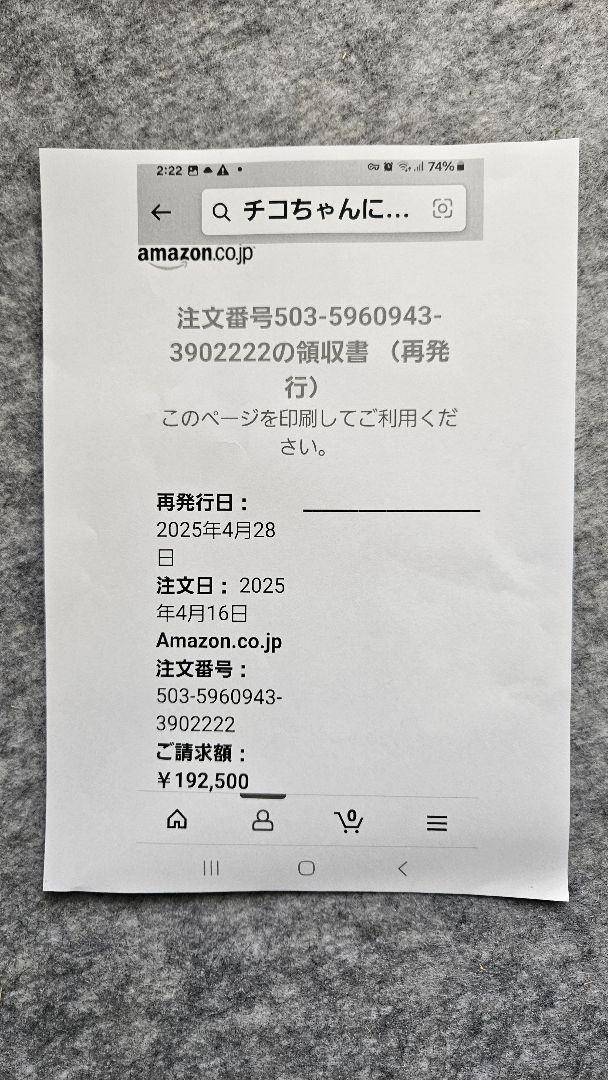 2:22
74%
チコちゃんに...
amazon.co.jp
注文番号503-5960943-
3902222の領収書 （再発
行）
このページを印刷してご利用くだ
さい。
再発行日：
2025年4月28
日
注文日： 2025
年4月16日
Amazon.co.jp
注文番号：
503-5960943-
3902222
ご請求額：
￥192,500
0